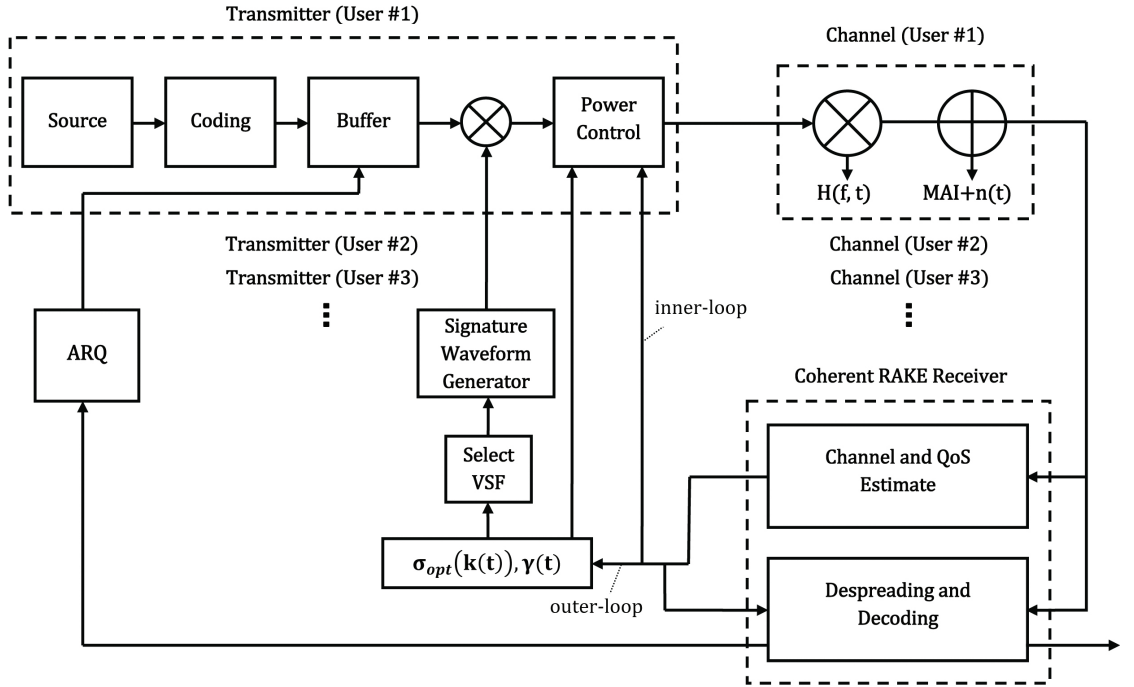 Transmitter (User #1)
Channel (User #1)
Source
Coding
Buffer
Power
Control
H(f, t)
MAI+n(t)
Transmitter (User #2)
Transmitter (User #3)
Channel (User #2)
Channel (User #3)
inner-loop
ARQ
Signature
Waveform
Generator
Coherent RAKE Receiver
Select
VSF
Channel and QoS
Estimate
σₒₚₜ(k(t)), γ(t)
outer-loop
Despreading and
Decoding